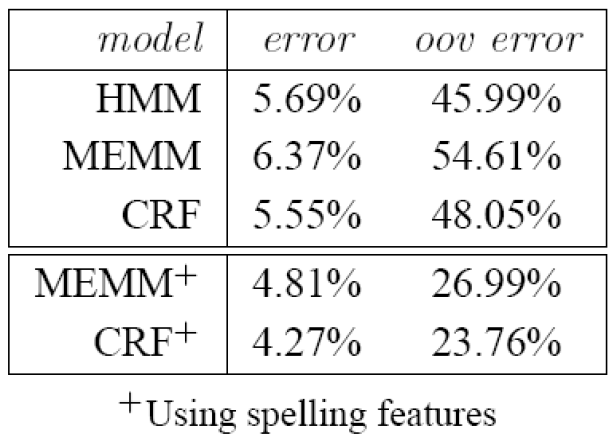 model error oov error
HMM 5.69% 45.99%
MEMM 6.37% 54.61%
CRF 5.55% 48.05%
MEMM+ 4.81% 26.99%
CRF+ 4.27% 23.76%
+Using spelling features